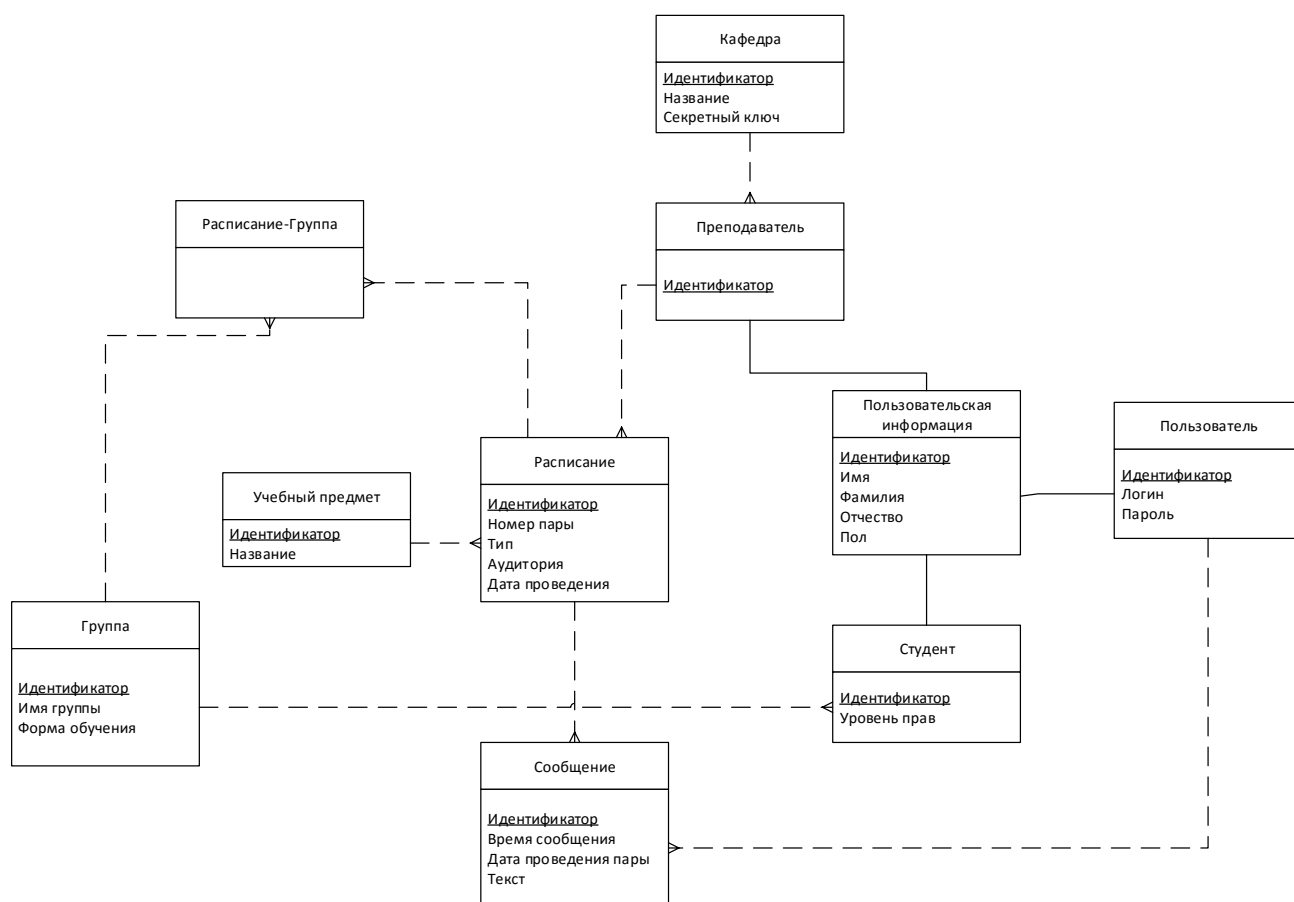 Кафедра
Идентификатор
Название
Секретный ключ
Расписание-Группа
Преподаватель
Идентификатор
Пользовательская
информация
Идентификатор
Имя
Фамилия
Отчество
Пол
Пользователь
Идентификатор
Логин
Пароль
Расписание
Идентификатор
Номер пары
Тип
Аудитория
Дата проведения
Учебный предмет
Идентификатор
Название
Группа
Идентификатор
Имя группы
Форма обучения
Студент
Идентификатор
Уровень прав
Сообщение
Идентификатор
Время сообщения
Дата проведения пары
Текст